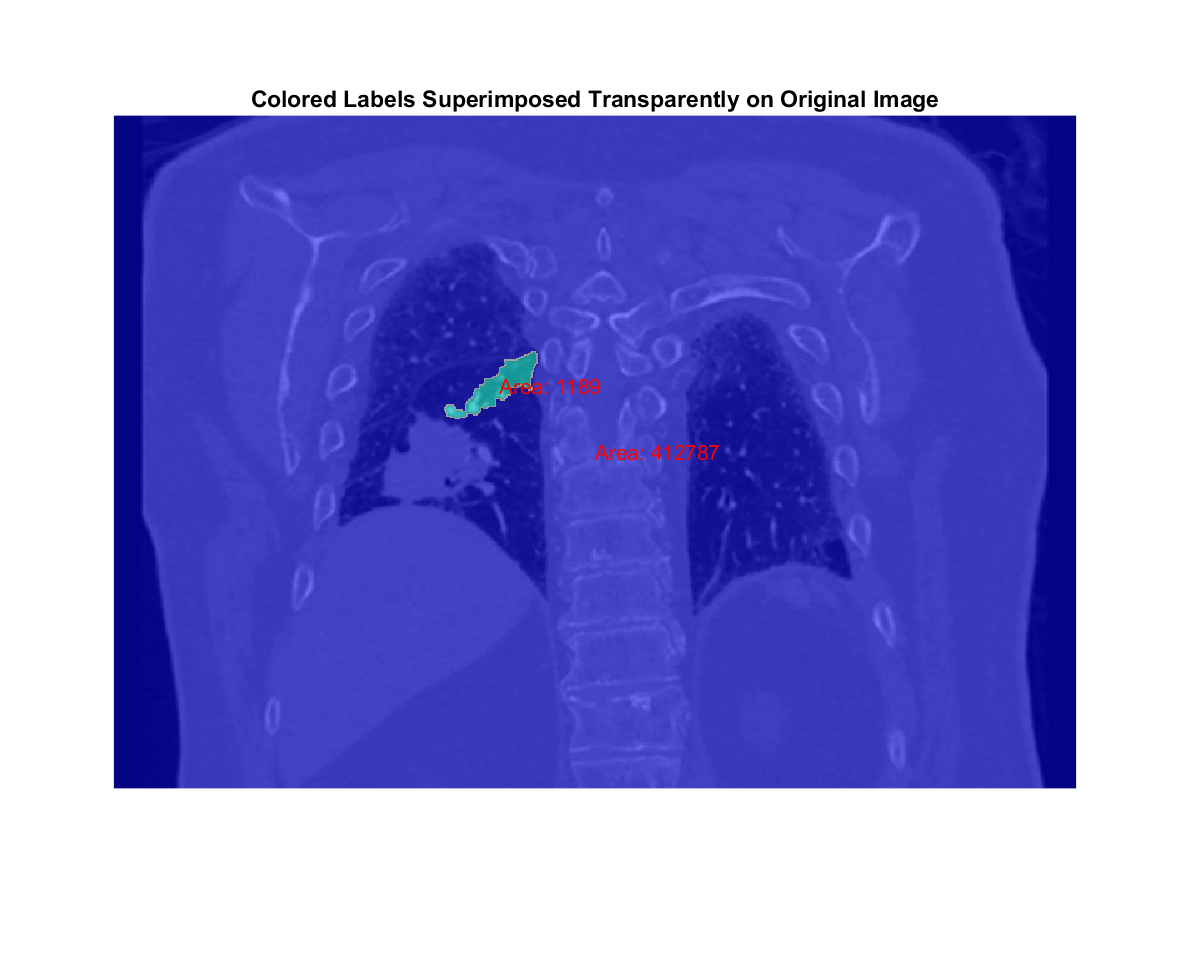 Colored Labels Superimposed Transparently on Original Image
Area: 1189
Area: 412787